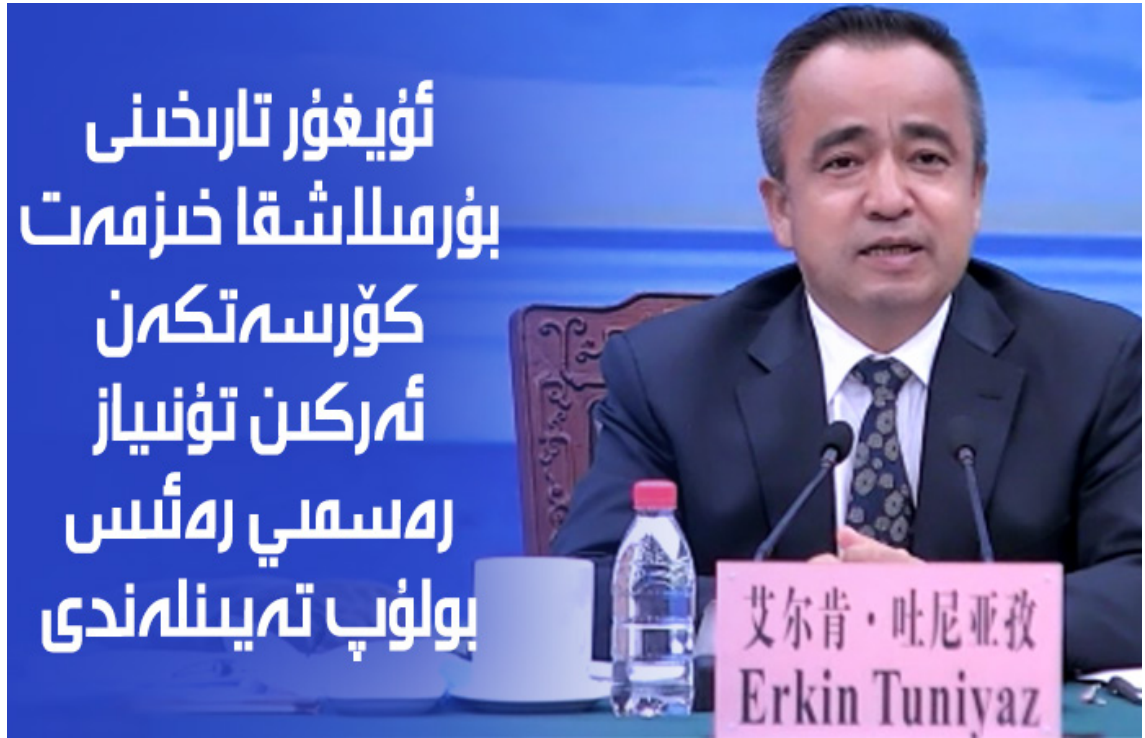 ئۇيغۇر تارىخىنى
بۇرمىلاشقا خىزمەت
كۆرسەتكەن
ئەركىن تۇنىياز
رەسمىي رەئىس
بولۇپ تەيىنلەندى
艾尔肯·吐尼亚孜
Erkin Tuniyaz